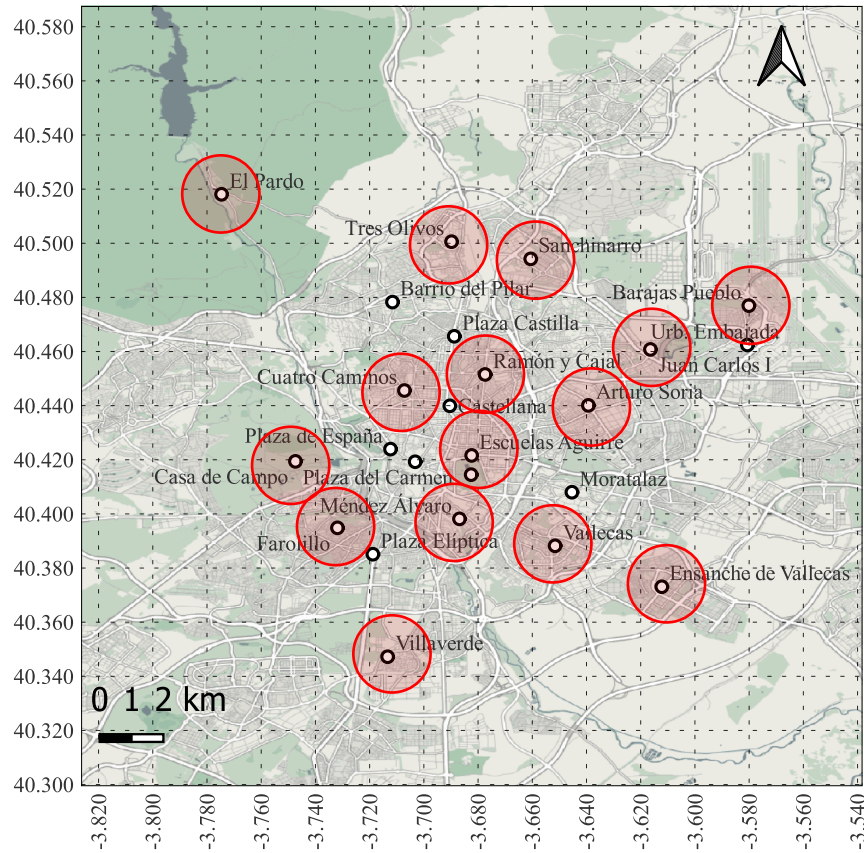 40.580
40.560
40.540
40.520
El Pardo
40.500
Tres Olivos
Sanchinarro
40.480
Barrio del Pilar
Barajas Pueblo
Plaza Castilla
Urb. Embajada
40.460
Ramón y Cajal
Juan Carlos I
Cuatro Caminos
Arturo Soria
40.440
Castellana
Plaza de España
Escuelas Aguirre
40.420
Casa de Campo
Plaza del Carmen
Moratalaz
40.400
Méndez Álvaro
Farolillo
Plaza Elíptica
Vallecas
40.380
Ensanche de Vallecas
40.360
Villaverde
40.340
0 1 2 km
40.320
40.300
-3.820
-3.800
-3.780
-3.760
-3.740
-3.720
-3.700
-3.680
-3.660
-3.640
-3.620
-3.600
-3.580
-3.560